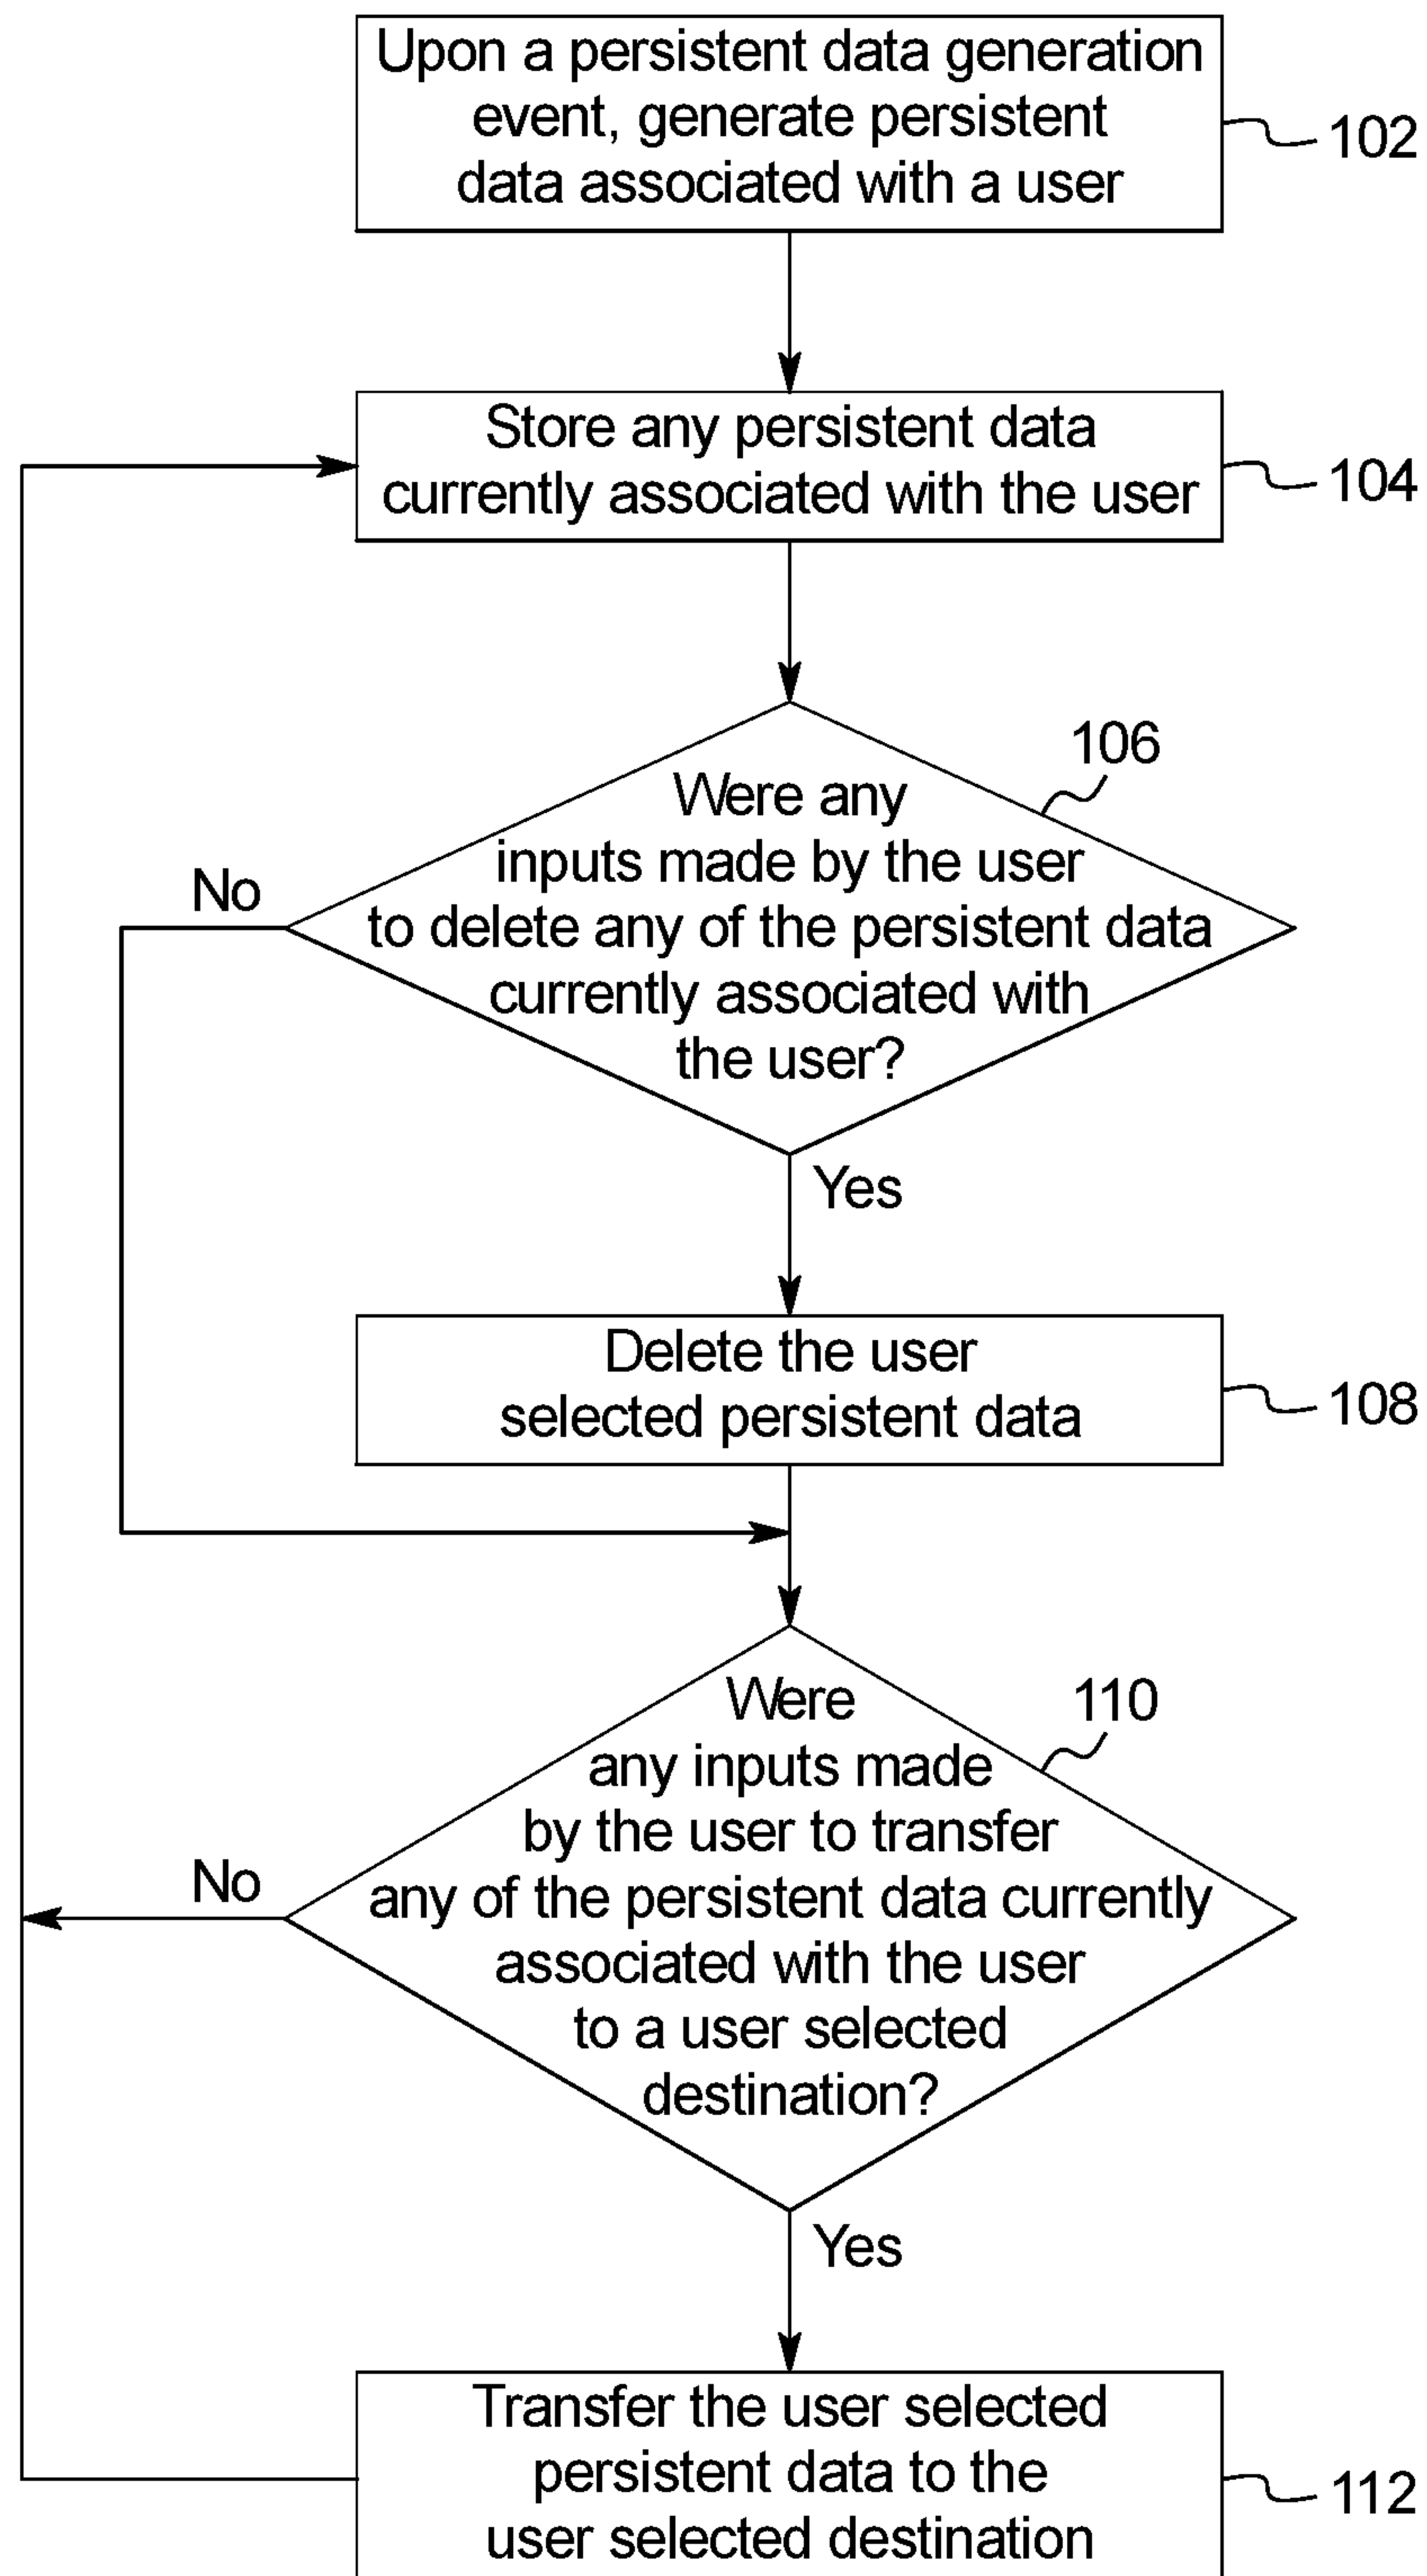 Upon a persistent data generation
event, generate persistent
data associated with a user
102
Store any persistent data
currently associated with the user
104
106
Were any
inputs made by the user
to delete any of the persistent data
currently associated with
the user?
No
Yes
Delete the user
selected persistent data
108
110
Were
any inputs made
by the user to transfer
any of the persistent data currently
associated with the user
to a user selected
destination?
No
Yes
Transfer the user selected
persistent data to the
user selected destination
112